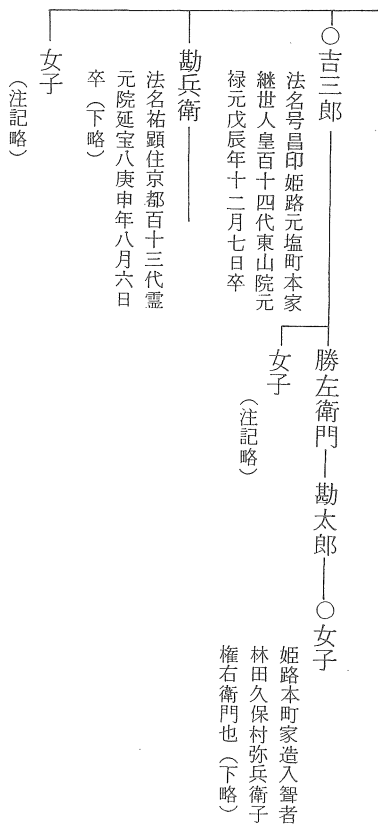 ○吉三郎
法名号昌印姫路元塩町本家
継世人皇百十四代東山院元
禄元戊辰年十二月七日卒
勝左衛門
勘太郎
○女子
姫路本町家造入聟者
林田久保村弥兵衛子
権右衛門也（下略）
女子
（注記略）
勘兵衛
法名祐顕住京都百十三代霊
元院延宝八庚申年八月六日
卒（下略）
女子
（注記略）